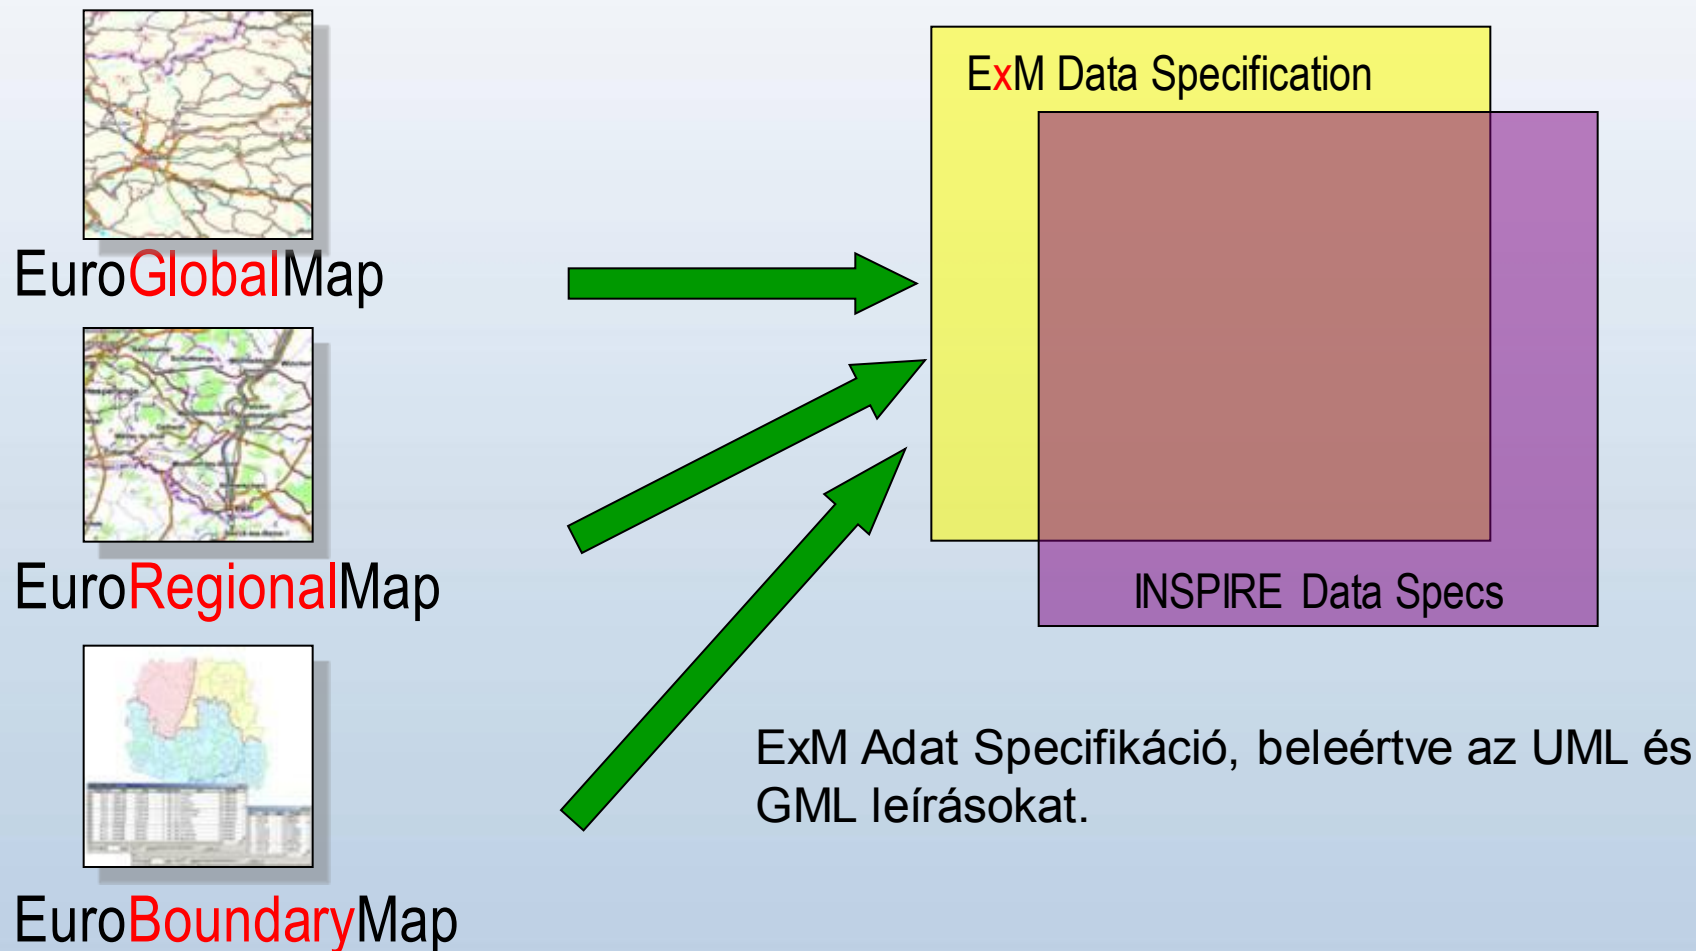 EuroGlobalMap
EuroRegionalMap
EuroBoundaryMap
ExM Data Specification
INSPIRE Data Specs
ExM Adat Specifikáció, beleértve az UML és
GML leírásokat.